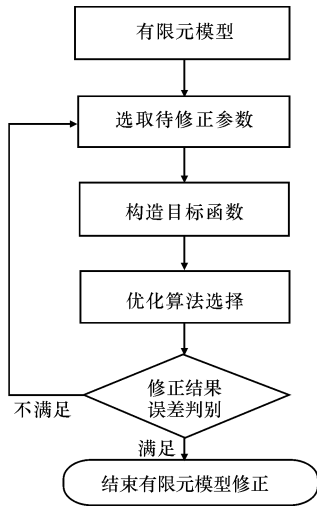 有限元模型
选取待修正参数
构造目标函数
优化算法选择
修正结果
误差判别
不满足
满足
结束有限元模型修正